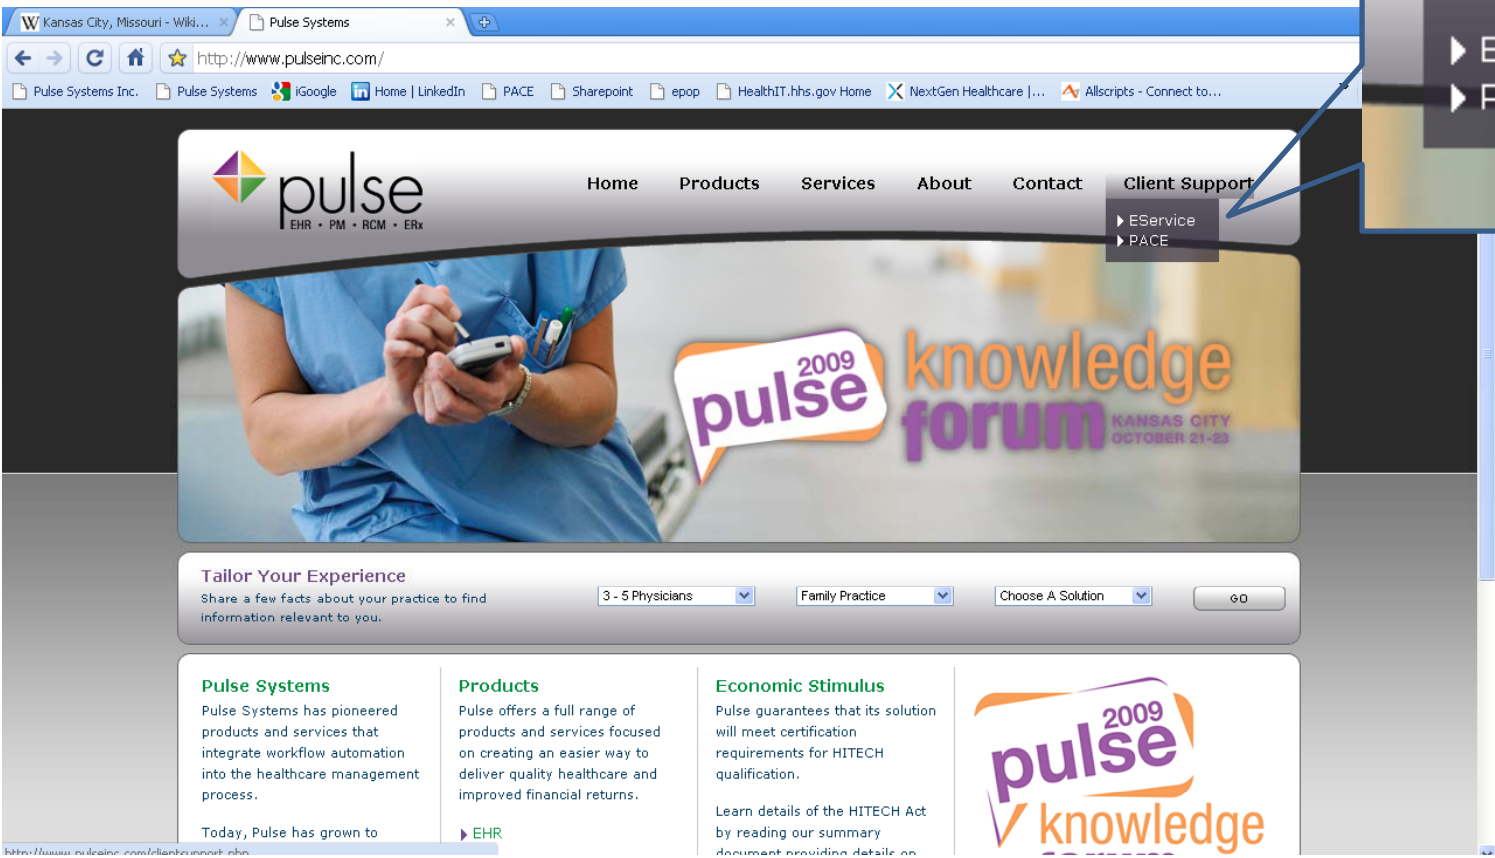 Kansas City, Missouri - Wiki...
Pulse Systems
http://www.pulseinc.com/
Pulse Systems Inc.
Pulse Systems
iGoogle
Home | LinkedIn
PACE
Sharepoint
epop
HealthIT.hhs.gov Home
NextGen Healthcare |...
Allscripts - Connect to...
pulse
EHR • PM • RCM • ERx
Home
Products
Services
About
Contact
Client Support
EService
PACE
2009
pulse
knowledge
forum
KANSAS CITY
OCTOBER 21-23
Tailor Your Experience
Share a few facts about your practice to find
information relevant to you.
3 - 5 Physicians
Family Practice
Choose A Solution
GO
Pulse Systems
Pulse Systems has pioneered
products and services that
integrate workflow automation
into the healthcare management
process.
Today, Pulse has grown to
Products
Pulse offers a full range of
products and services focused
on creating an easier way to
deliver quality healthcare and
improved financial returns.
EHR
Economic Stimulus
Pulse guarantees that its solution
will meet certification
requirements for HITECH
qualification.
Learn details of the HITECH Act
by reading our summary
document providing details on
2009
pulse
knowledge
forum
http://www.pulseinc.com/clientsupport.php